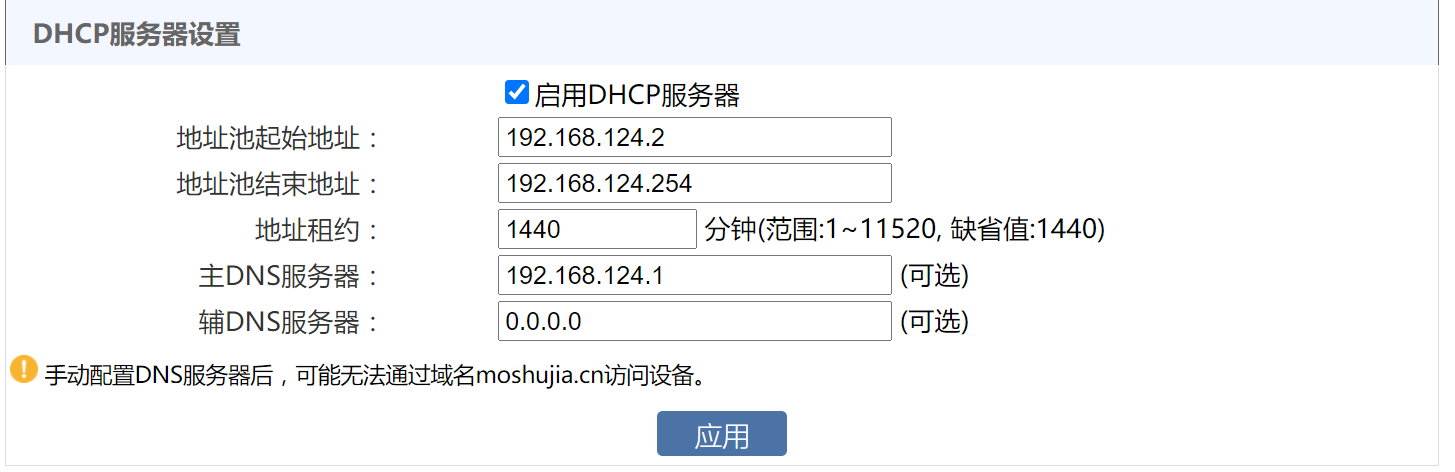 DHCP服务器设置
启用DHCP服务器
地址池起始地址： 192.168.124.2
地址池结束地址： 192.168.124.254
地址租约： 1440 分钟(范围:1~11520, 缺省值:1440)
主DNS服务器： 192.168.124.1 (可选)
辅DNS服务器： 0.0.0.0 (可选)
手动配置DNS服务器后，可能无法通过域名moshujia.cn访问设备。
应用